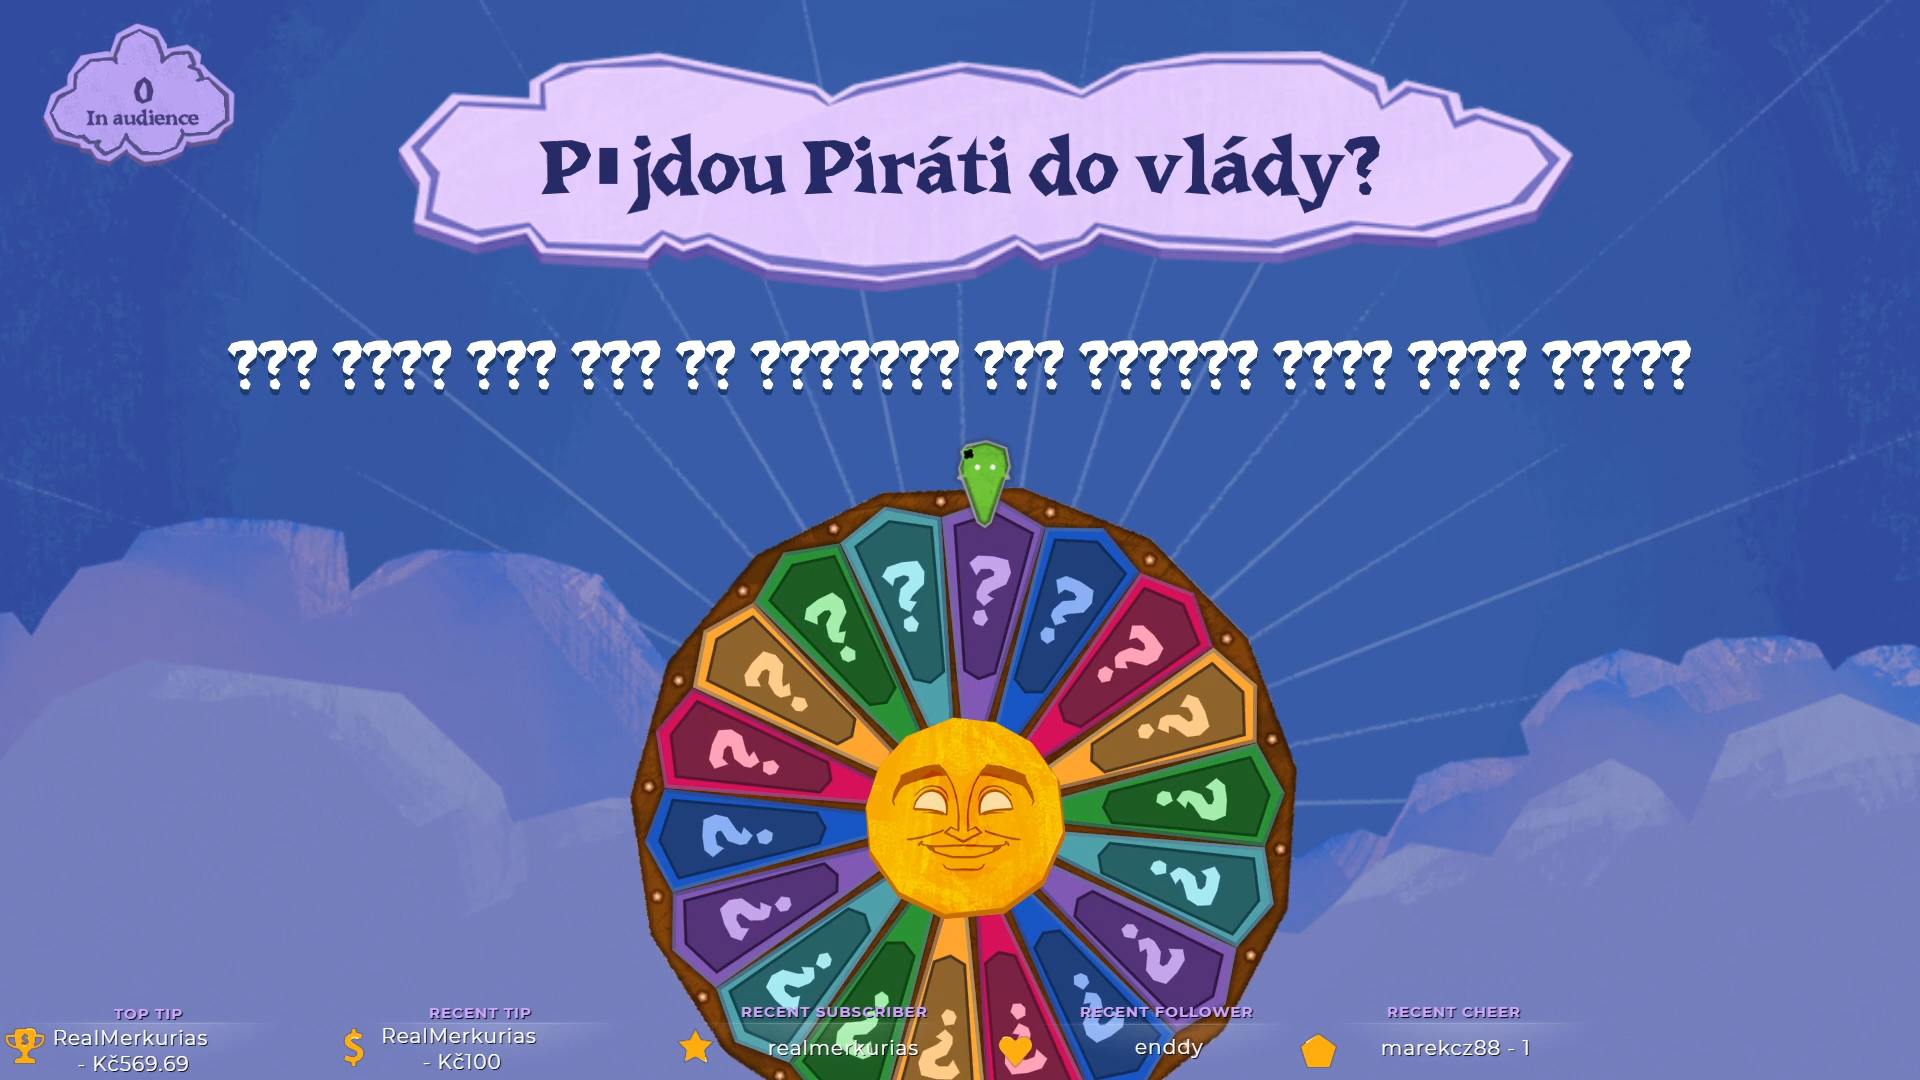 0
In audience
P▮jdou Piráti do vlády?
??? ???? ??? ??? ?? ??????? ??? ?????? ???? ???? ?????
TOP TIP
RealMerkurias
- Kč569.69
RECENT TIP
RealMerkurias
- Kč100
RECENT SUBSCRIBER
realmerkurias
RECENT FOLLOWER
enddy
RECENT CHEER
marekcz88 - 1